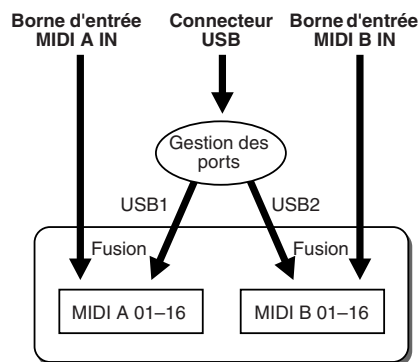 Borne d'entrée
MIDI A IN
Connecteur
USB
Borne d'entrée
MIDI B IN
Gestion des
ports
USB1
USB2
Fusion
Fusion
MIDI A 01–16
MIDI B 01–16